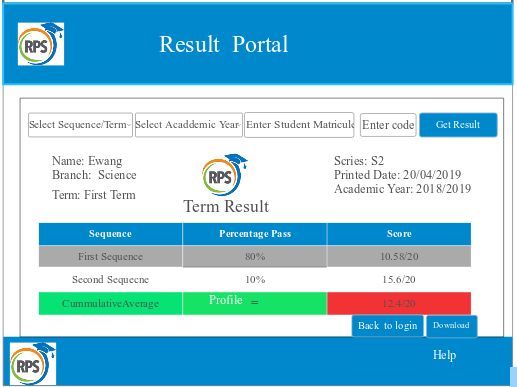 RPS
Result Portal
Select Sequence/Term- Select Acaddemic Year- Enter Student Matricule Enter code Get Result
Name: Ewang
Branch: Science
Term: First Term
RPS
Term Result
Scries: S2
Printed Date: 20/04/2019
Academic Year: 2018/2019
Sequence Percentage Pass Score
First Sequence 80% 10.58/20
Second Sequecne 10% 15.6/20
CummulativeAverage Profile = 12.4/20
Back to login Download
RPS
Help